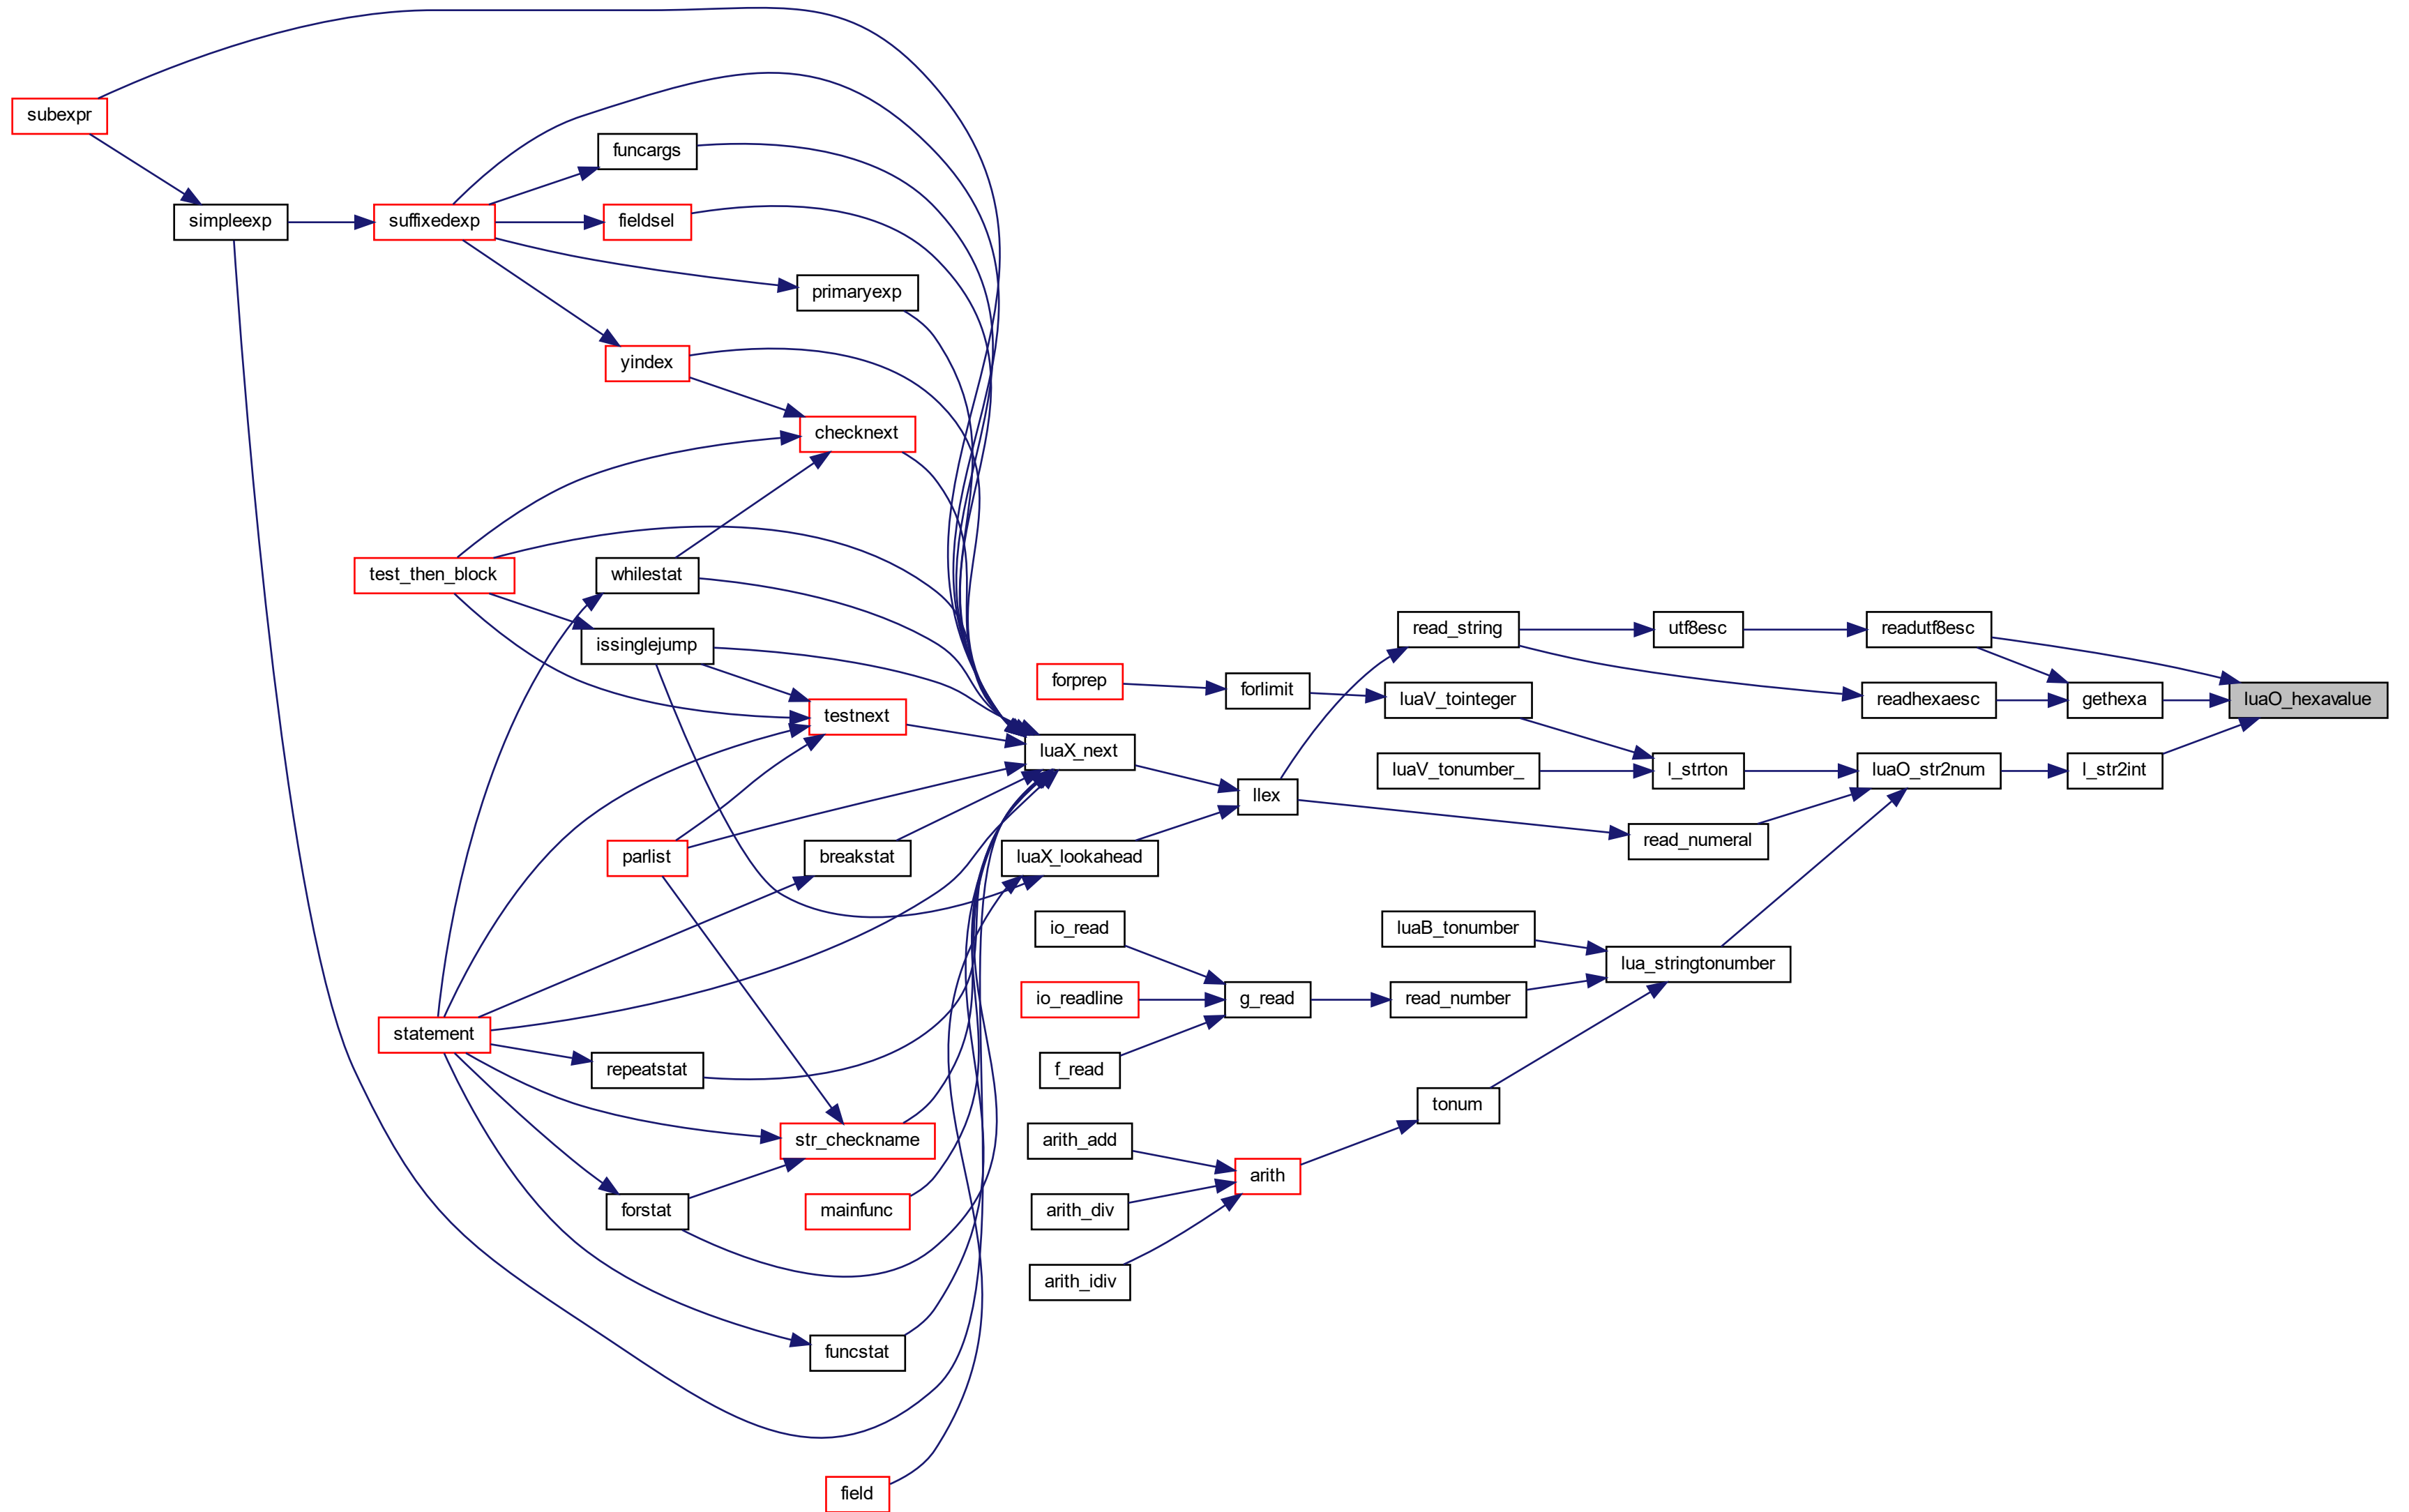 subexpr
funcargs
simpleexp
suffixedexp
fieldsel
primaryexp
yindex
checknext
test_then_block
whilestat
read_string
utf8esc
readutf8esc
issinglejump
forprep
forlimit
luaV_tointeger
readhexaesc
gethexa
luaO_hexavalue
testnext
luaX_next
luaV_tonumber_
l_strton
luaO_str2num
l_str2int
llex
parlist
breakstat
luaX_lookahead
read_numeral
io_read
luaB_tonumber
lua_stringtonumber
io_readline
g_read
read_number
statement
repeatstat
f_read
tonum
str_checkname
arith_add
arith
forstat
mainfunc
arith_div
arith_idiv
funcstat
field